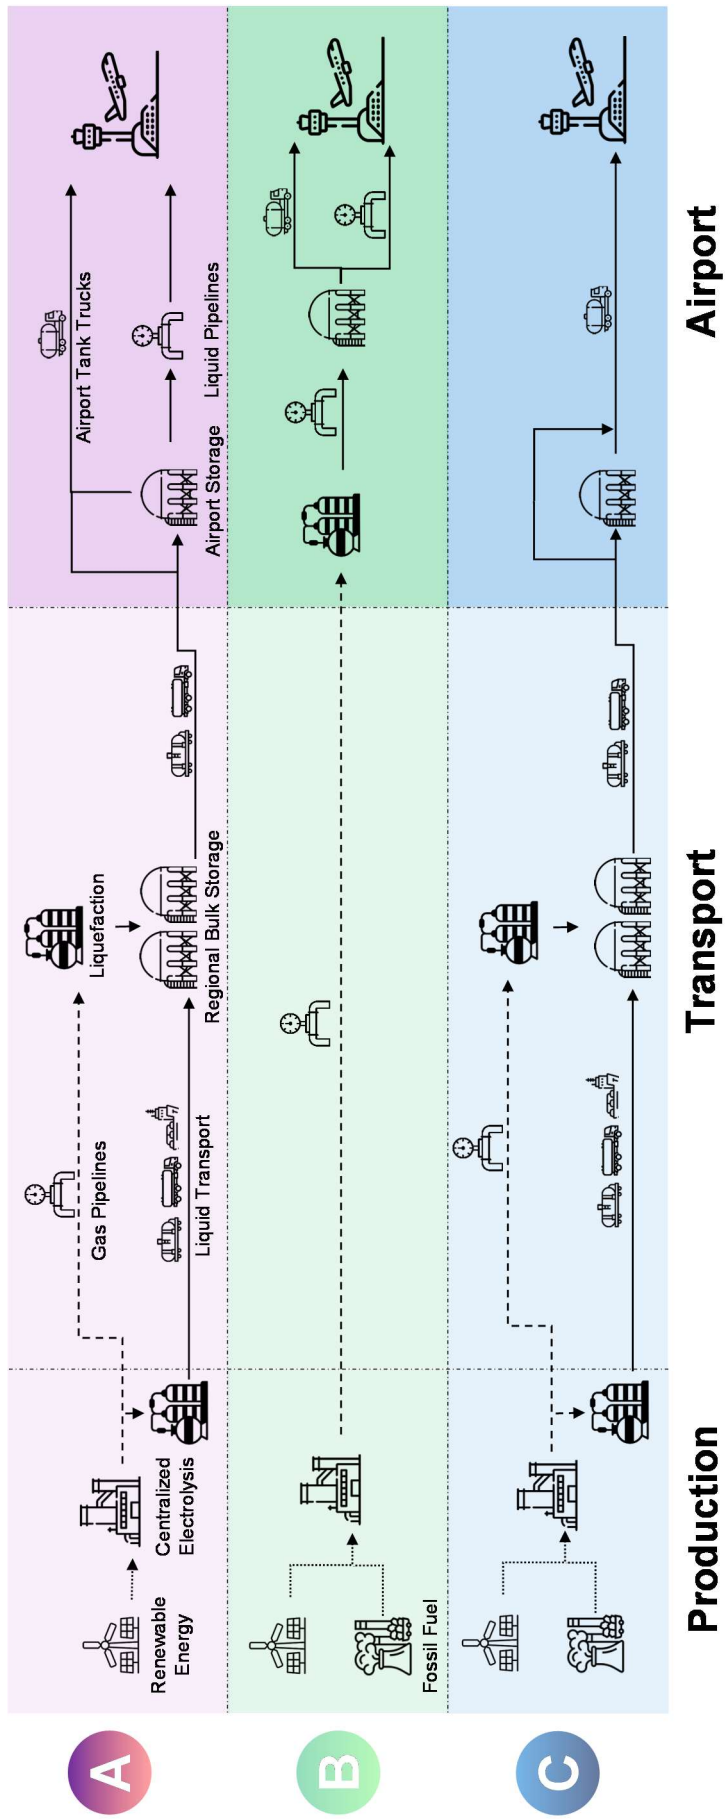 A
Renewable
Energy
Centralized
Electrolysis
Gas Pipelines
Liquid Transport
Liquefaction
Regional Bulk Storage
Airport Storage
Airport Tank Trucks
Liquid Pipelines
B
Fossil Fuel
C
Production
Transport
Airport